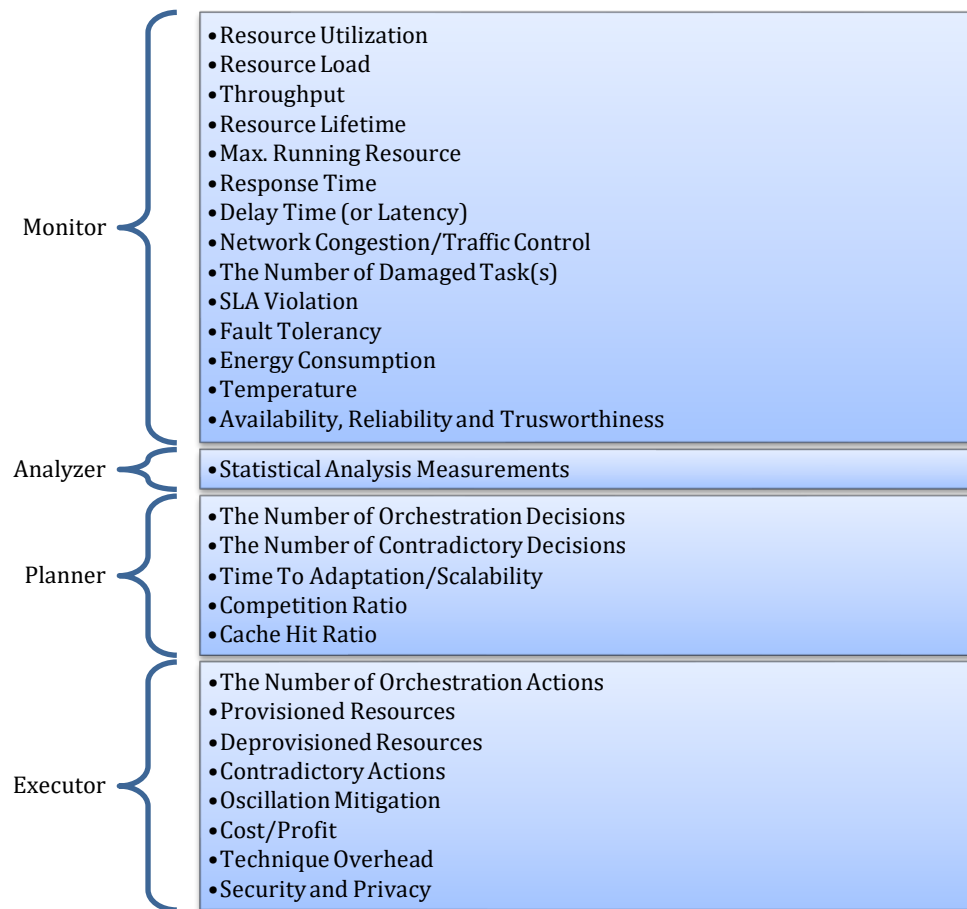 Monitor
•Resource Utilization
•Resource Load
•Throughput
•Resource Lifetime
•Max. Running Resource
•Response Time
•Delay Time (or Latency)
•Network Congestion/Traffic Control
•The Number of Damaged Task(s)
•SLA Violation
•Fault Tolerancy
•Energy Consumption
•Temperature
•Availability, Reliability and Trusworthiness
Analyzer
•Statistical Analysis Measurements
Planner
•The Number of Orchestration Decisions
•The Number of Contradictory Decisions
•Time To Adaptation/Scalability
•Competition Ratio
•Cache Hit Ratio
Executor
•The Number of Orchestration Actions
•Provisioned Resources
•Deprovisioned Resources
•Contradictory Actions
•Oscillation Mitigation
•Cost/Profit
•Technique Overhead
•Security and Privacy